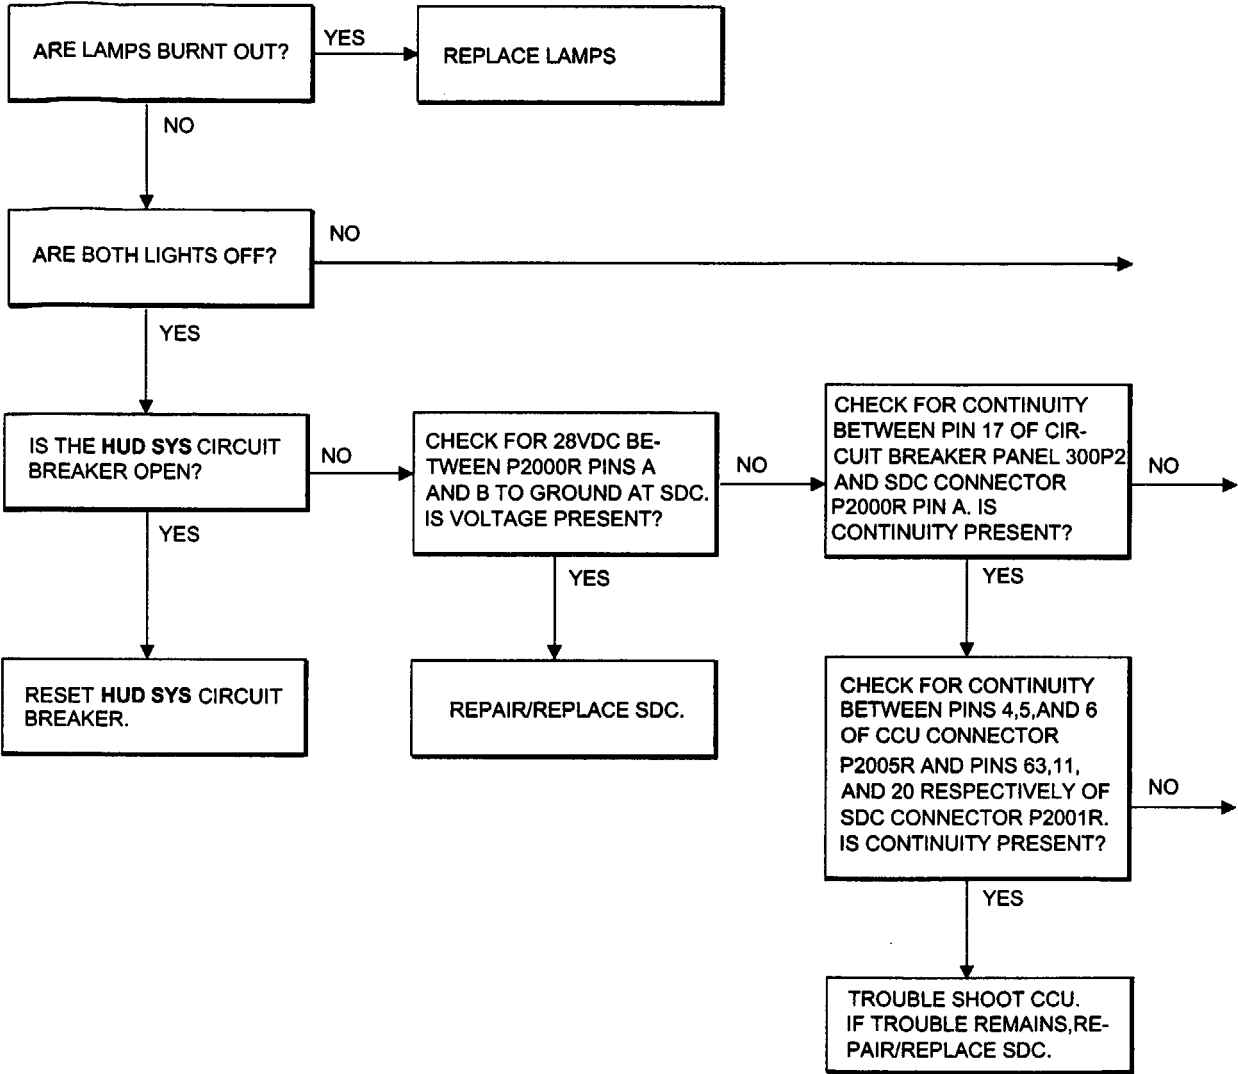 ARE LAMPS BURNT OUT?
YES
REPLACE LAMPS
NO
ARE BOTH LIGHTS OFF?
NO
YES
IS THE HUD SYS CIRCUIT
BREAKER OPEN?
NO
CHECK FOR 28VDC BE-
TWEEN P2000R PINS A
AND B TO GROUND AT SDC.
IS VOLTAGE PRESENT?
NO
CHECK FOR CONTINUITY
BETWEEN PIN 17 OF CIR-
CUIT BREAKER PANEL 300P2
AND SDC CONNECTOR
P2000R PIN A. IS
CONTINUITY PRESENT?
NO
YES
YES
YES
RESET HUD SYS CIRCUIT
BREAKER.
REPAIR/REPLACE SDC.
CHECK FOR CONTINUITY
BETWEEN PINS 4,5,AND 6
OF CCU CONNECTOR
P2005R AND PINS 63,11,
AND 20 RESPECTIVELY OF
SDC CONNECTOR P2001R.
IS CONTINUITY PRESENT?
NO
YES
TROUBLE SHOOT CCU.
IF TROUBLE REMAINS,RE-
PAIR/REPLACE SDC.